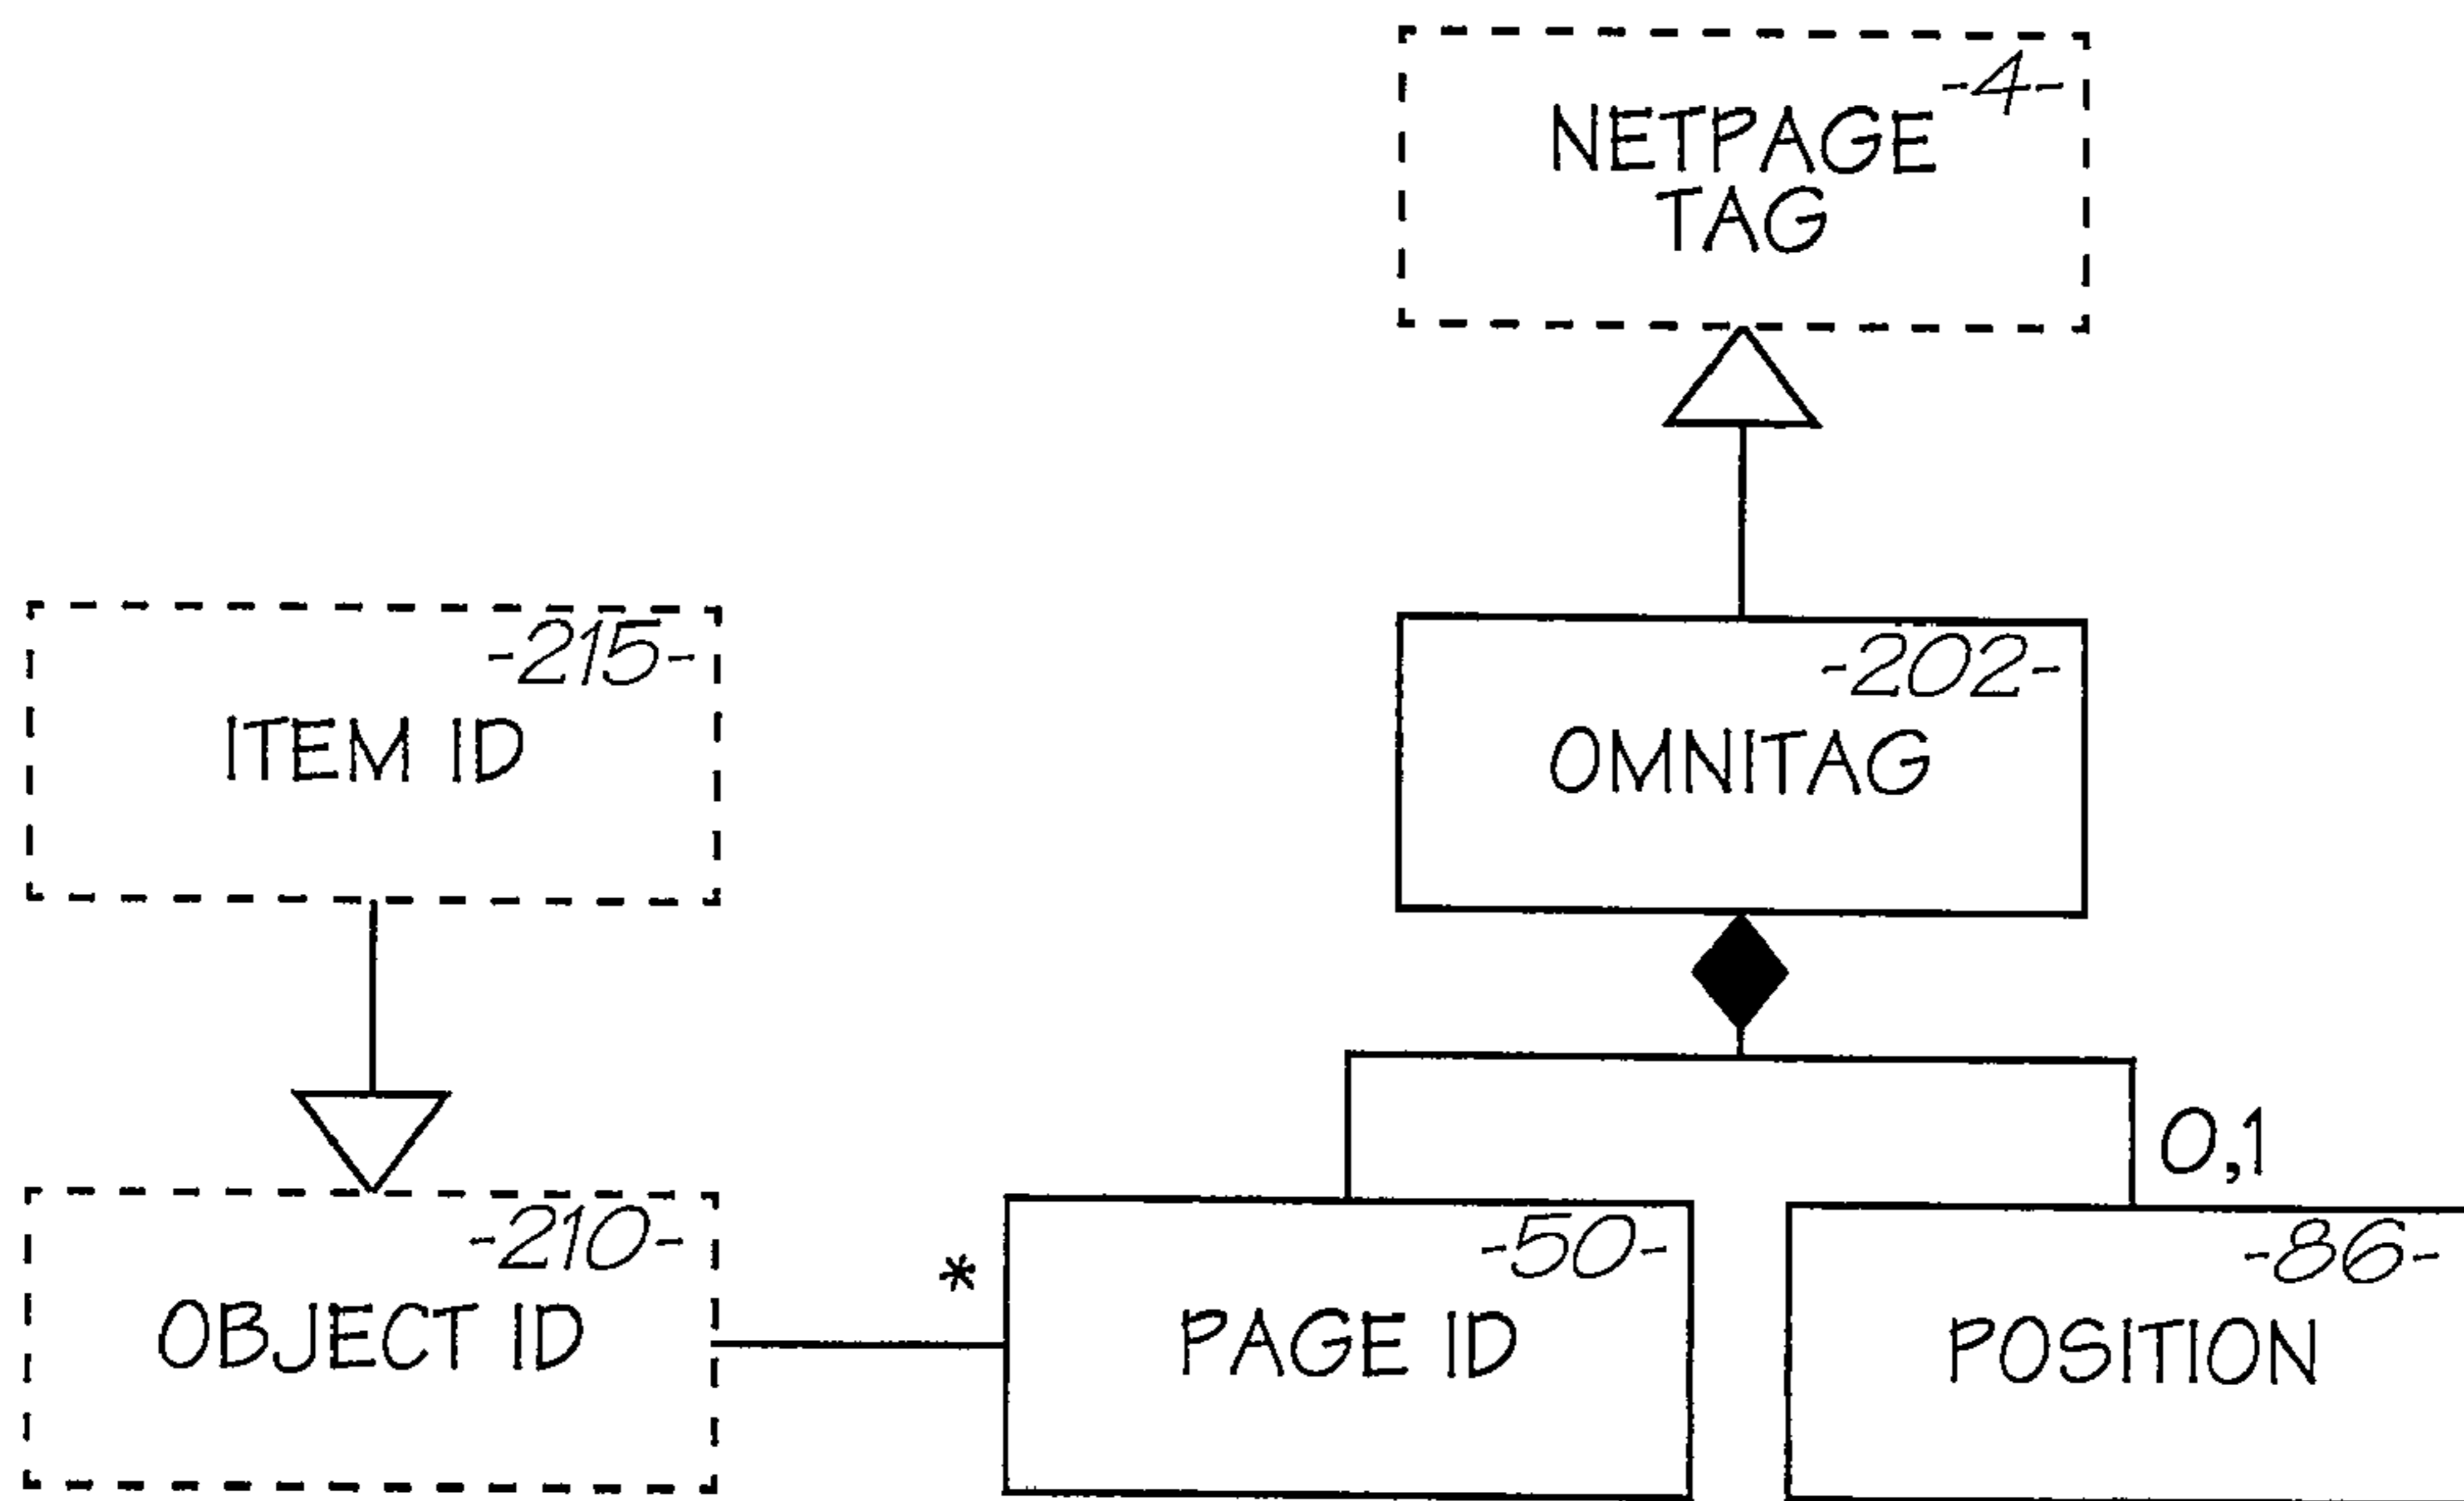 -4-
NETPAGE
TAG
-215-
ITEM ID
-202-
OMNITAG
0,1
-210-
OBJECT ID
*
-50-
PAGE ID
-86-
POSITION